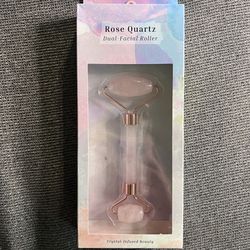 Rose Quartz
Dual-Facial Roller
Crystal-Infused Beauty